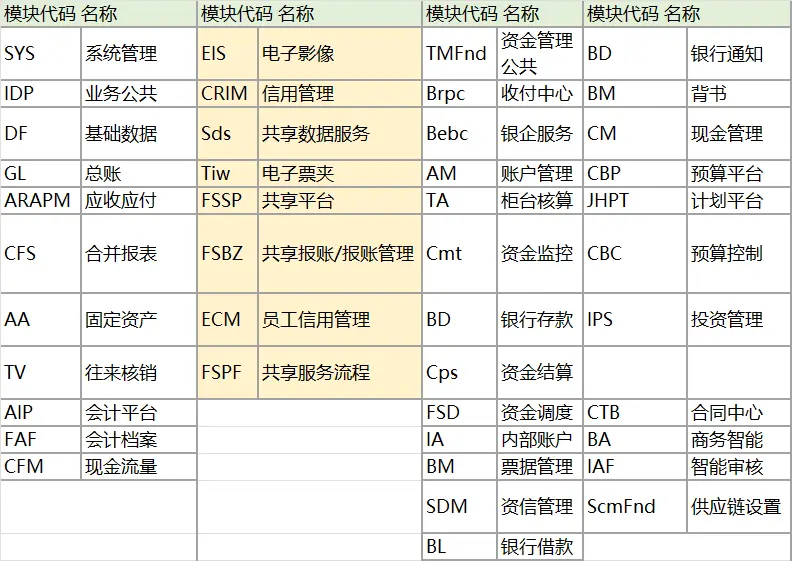 模块代码 名称 模块代码 名称 模块代码 名称 模块代码 名称
SYS 系统管理 EIS 电子影像 TMFnd 资金管理公共 BD 银行通知
IDP 业务公共 CRIM 信用管理 Brpc 收付中心 BM 背书
DF 基础数据 Sds 共享数据服务 Bebc 银企服务 CM 现金管理
GL 总账 Tiw 电子票夹 AM 账户管理 CBP 预算平台
ARAPM 应收应付 FSSP 共享平台 TA 柜台核算 JHPT 计划平台
CFS 合并报表 FSBZ 共享报账/报账管理 Cmt 资金监控 CBC 预算控制
AA 固定资产 ECM 员工信用管理 BD 银行存款 IPS 投资管理
TV 往来核销 FSPF 共享服务流程 Cps 资金结算
AIP 会计平台 FSD 资金调度 CTB 合同中心
FAF 会计档案 IA 内部账户 BA 商务智能
CFM 现金流量 BM 票据管理 IAF 智能审核
SDM 资信管理 ScmFnd 供应链设置
BL 银行借款